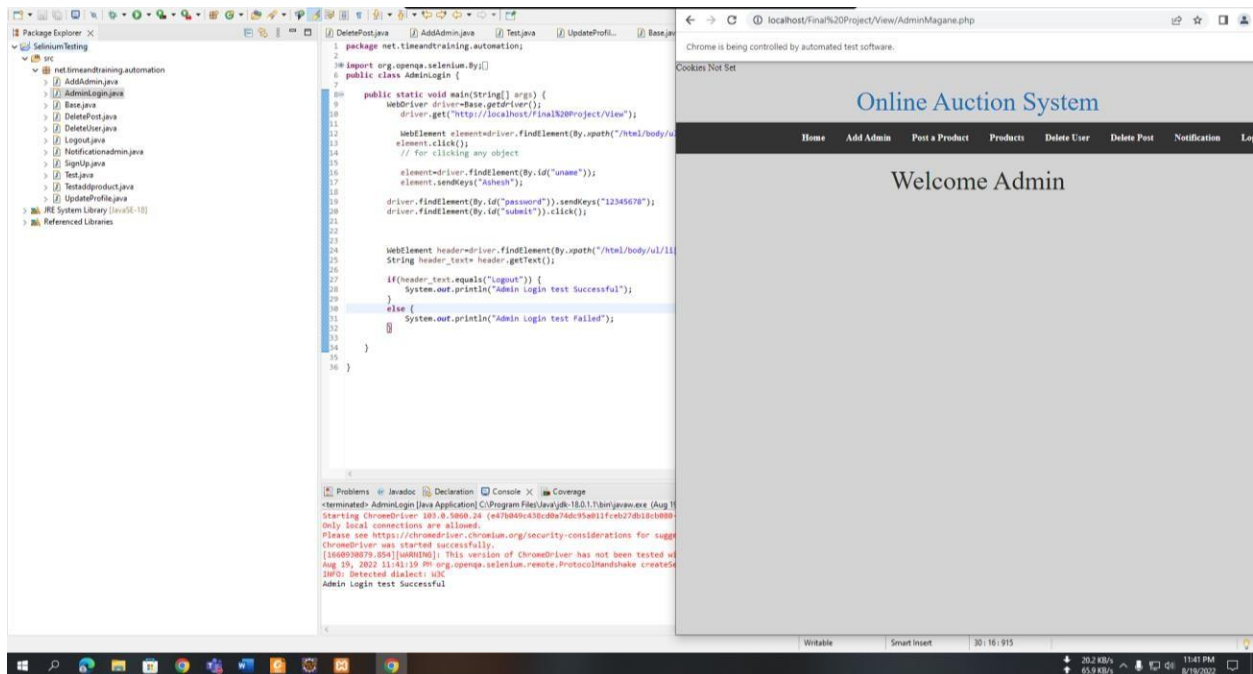 Package Explorer
SeliniumTesting
src
net.timeandtraining.automation
AddAdmin.java
AdminLogin.java
Base.java
DeletePost.java
DeleteUser.java
Logout.java
Notificationadmin.java
SignUp.java
Test.java
Testaddproduct.java
UpdateProfile.java
JRE System Library [JavaSE-18]
Referenced Libraries
DeletePost.java AddAdmin.java Test.java UpdateProfil... Base.jav
1 package net.timeandtraining.automation;
2
3 import org.openqa.selenium.By;
6 public class AdminLogin {
7
8 public static void main(String[] args) {
9 WebDriver driver=Base.getdriver();
10 driver.get("http://localhost/Final%20Project/View");
11
12 WebElement element=driver.findElement(By.xpath("/html/body/ul
13 element.click();
14 // for clicking any object
15
16 element=driver.findElement(By.id("uname"));
17 element.sendKeys("Ashesh");
18
19 driver.findElement(By.id("password")).sendKeys("12345678");
20 driver.findElement(By.id("submit")).click();
21
22
23
24 WebElement header=driver.findElement(By.xpath("/html/body/ul/li[
25 String header_text= header.getText();
26
27 if(header_text.equals("Logout")) {
28 System.out.println("Admin Login test Successful");
29 }
30 else {
31 System.out.println("Admin Login test Failed");
32 }
33
34 }
35
36 }
Problems Javadoc Declaration Console Coverage
<terminated> AdminLogin [Java Application] C:\Program Files\Java\jdk-18.0.1.1\bin\javaw.exe (Aug 19
Starting ChromeDriver 103.0.5060.24
Only local connections are allowed.
Please see https://chromedriver.chromium.org/security-considerations for sugge
ChromeDriver was started successfully.
[1660930879.854][WARNING]: This version of ChromeDriver has not been tested wi
Aug 19, 2022 11:41:19 PM org.openqa.selenium.remote.ProtocolHandshake createSe
INFO: Detected dialect: W3C
Admin Login test Successful
localhost/Final%20Project/View/AdminMagane.php
Chrome is being controlled by automated test software.
Cookies Not Set
Online Auction System
Home Add Admin Post a Product Products Delete User Delete Post Notification Lo
Welcome Admin
Writable Smart Insert 30:16:915
20.2 KB/s
65.9 KB/s
11:41 PM
8/19/2022